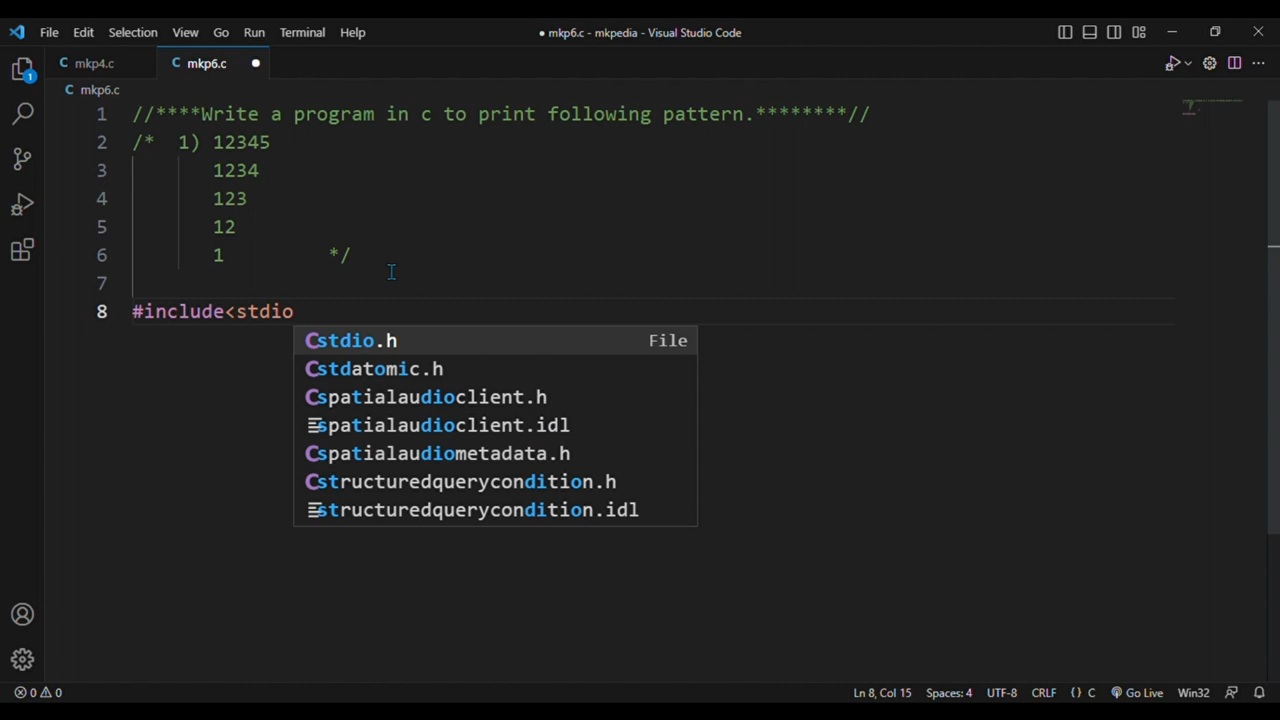 File Edit Selection View Go Run Terminal Help ● mkp6.c - mkpedia - Visual Studio Code
C mkp4.c C mkp6.c ●
C mkp6.c
1 //****Write a program in c to print following pattern.********//
2 /* 1) 12345
3 1234
4 123
5 12
6 1 */
7
8 #include<stdio
stdio.h File
stdatomic.h
spatialaudioclient.h
spatialaudioclient.idl
spatialaudiometadata.h
structuredquerycondition.h
structuredquerycondition.idl
1
0 0 Ln 8, Col 15 Spaces: 4 UTF-8 CRLF {} C Go Live Win32